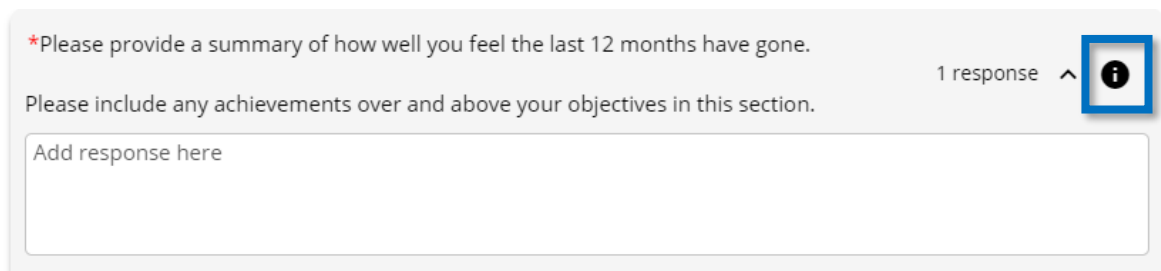 *Please provide a summary of how well you feel the last 12 months have gone.
1 response
Please include any achievements over and above your objectives in this section.
Add response here